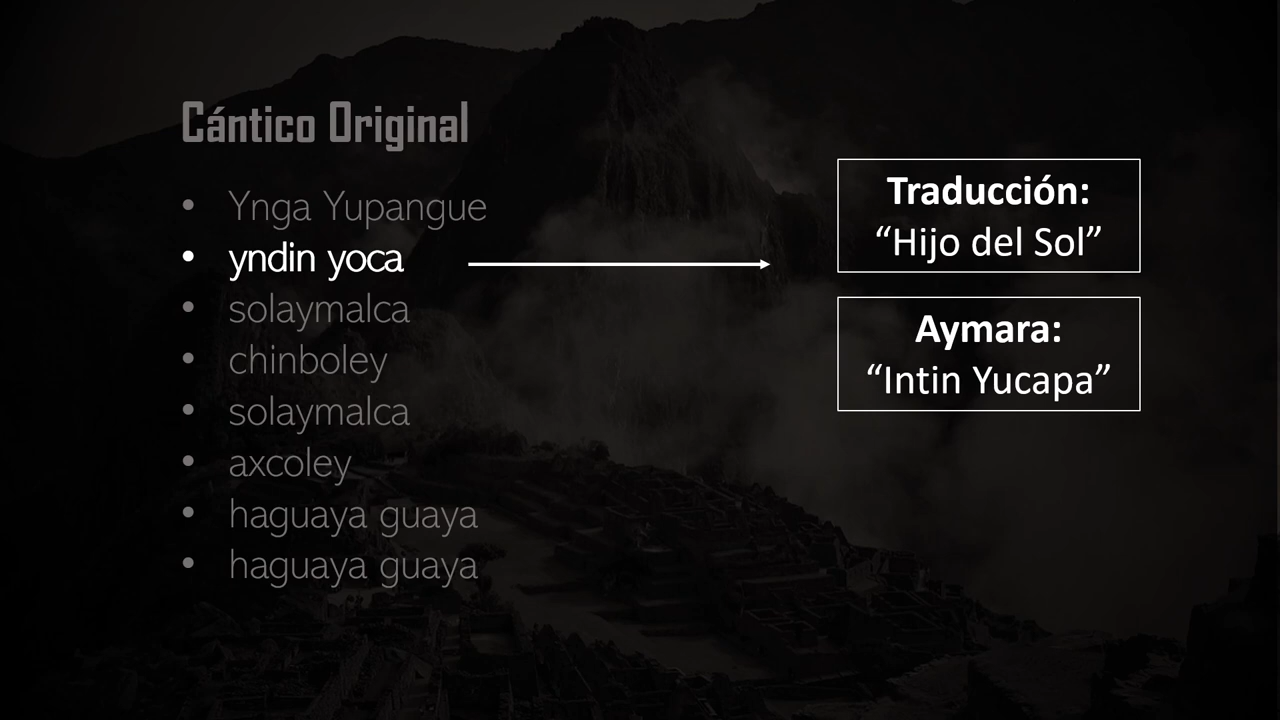 Cántico Original
• Ynga Yupangue
• yndin yoca
• solaymalca
• chinboley
• solaymalca
• axcoley
• haguaya guaya
• haguaya guaya
Traducción:
“Hijo del Sol”
Aymara:
“Intin Yucapa”